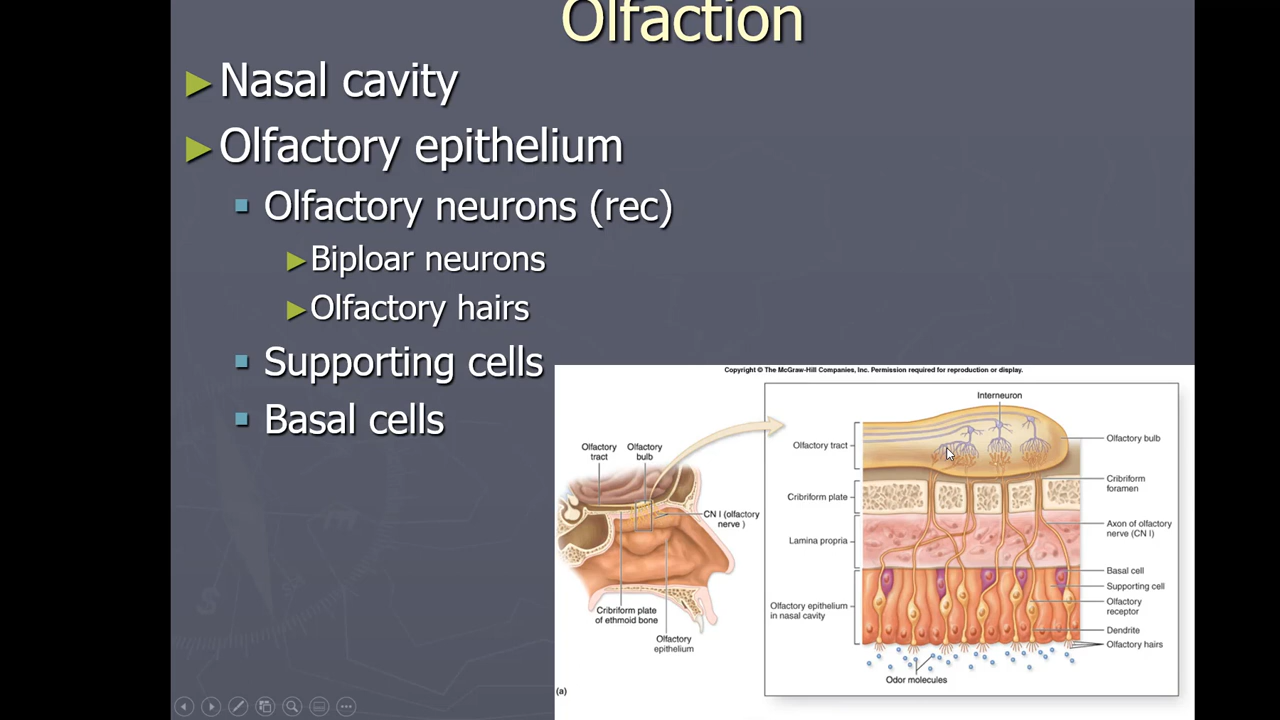 Olfaction
► Nasal cavity
► Olfactory epithelium
▪ Olfactory neurons (rec)
► Biploar neurons
► Olfactory hairs
▪ Supporting cells
▪ Basal cells
Copyright © The McGraw-Hill Companies, Inc. Permission required for reproduction or display.
Olfactory
tract
Olfactory
bulb
CN I (olfactory
nerve )
Cribriform plate
of ethmoid bone
Olfactory
epithelium
(a)
Interneuron
Olfactory tract
Cribriform plate
Lamina propria
Olfactory epithelium
in nasal cavity
Olfactory bulb
Cribriform
foramen
Axon of olfactory
nerve (CN I)
Basal cell
Supporting cell
Olfactory
receptor
Dendrite
Olfactory hairs
Odor molecules